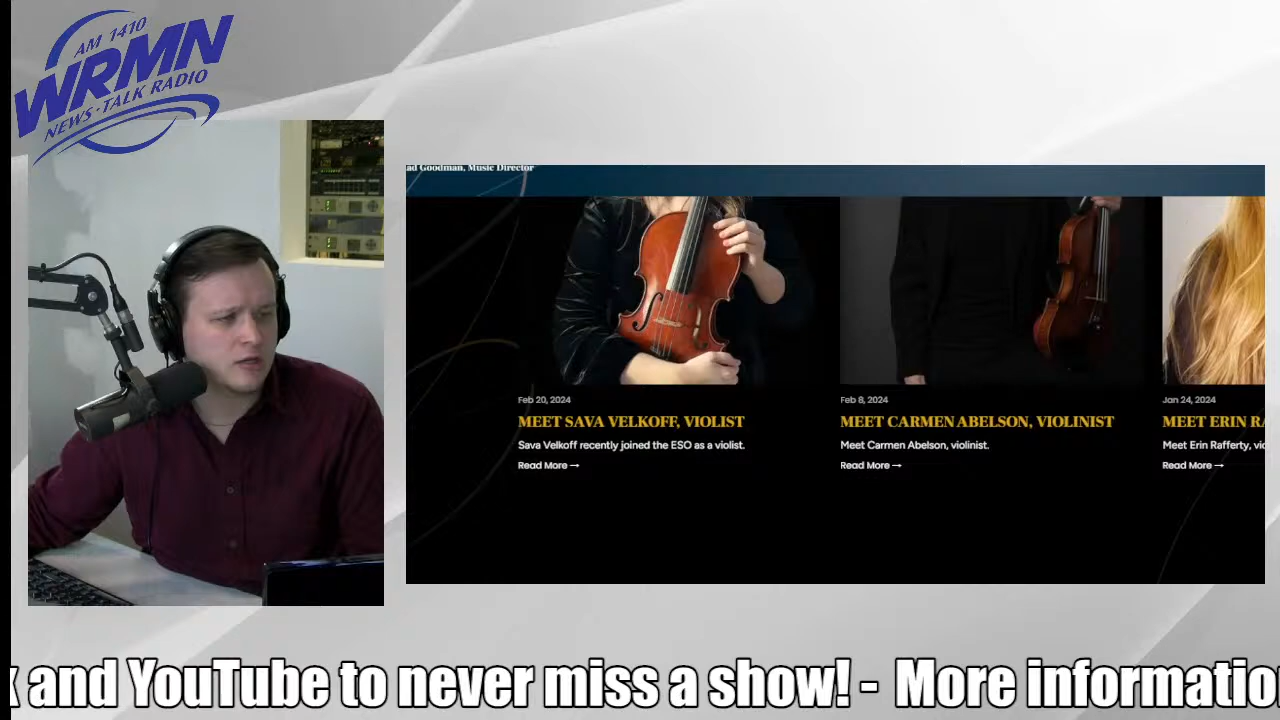 AM 1410
WRMN
NEWS·TALK RADIO
ad Goodman, Music Director
Feb 20, 2024
MEET SAVA VELKOFF, VIOLIST
Sava Velkoff recently joined the ESO as a violist.
Read More →
Feb 8, 2024
MEET CARMEN ABELSON, VIOLINIST
Meet Carmen Abelson, violinist.
Read More →
Jan 24, 2024
MEET ERIN RA
Meet Erin Rafferty, vio
Read More →
k and YouTube to never miss a show! - More information